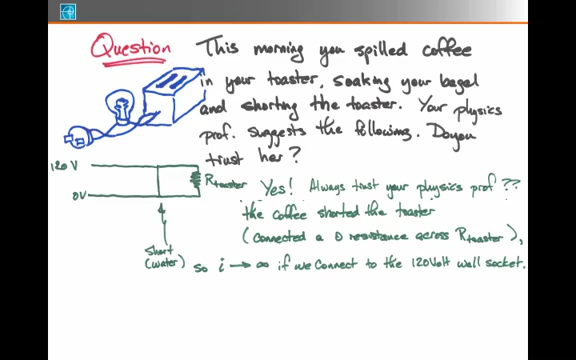 Question This morning you spilled coffee
in your toaster, soaking your bagel
and shorting the toaster. Your physics
prof. suggests the following. Do you
trust her?
120 V
0V
Rtoaster
Yes! Always trust your physics prof ??
the coffee shorted the toaster
(connected a 0 resistance across Rtoaster),
short
(water)
so i → ∞ if we connect to the 120Volt wall socket.